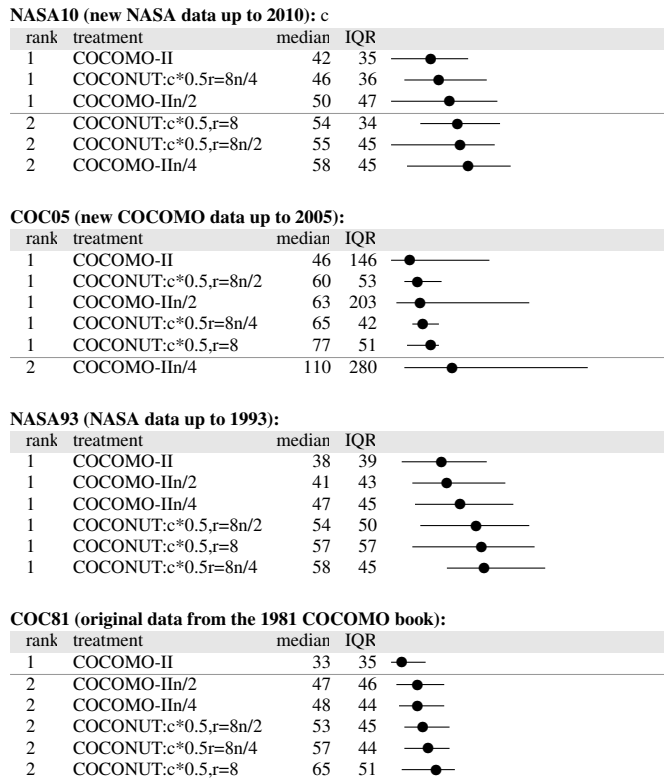 NASA10 (new NASA data up to 2010): c
rank treatment median IQR
1 COCOMO-II 42 35
1 COCONUT:c*0.5r=8n/4 46 36
1 COCOMO-IIn/2 50 47
2 COCONUT:c*0.5,r=8 54 34
2 COCONUT:c*0.5,r=8n/2 55 45
2 COCOMO-IIn/4 58 45
COC05 (new COCOMO data up to 2005):
rank treatment median IQR
1 COCOMO-II 46 146
1 COCONUT:c*0.5,r=8n/2 60 53
1 COCOMO-IIn/2 63 203
1 COCONUT:c*0.5r=8n/4 65 42
1 COCONUT:c*0.5,r=8 77 51
2 COCOMO-IIn/4 110 280
NASA93 (NASA data up to 1993):
rank treatment median IQR
1 COCOMO-II 38 39
1 COCOMO-IIn/2 41 43
1 COCOMO-IIn/4 47 45
1 COCONUT:c*0.5,r=8n/2 54 50
1 COCONUT:c*0.5,r=8 57 57
1 COCONUT:c*0.5r=8n/4 58 45
COC81 (original data from the 1981 COCOMO book):
rank treatment median IQR
1 COCOMO-II 33 35
2 COCOMO-IIn/2 47 46
2 COCOMO-IIn/4 48 44
2 COCONUT:c*0.5,r=8n/2 53 45
2 COCONUT:c*0.5r=8n/4 57 44
2 COCONUT:c*0.5,r=8 65 51